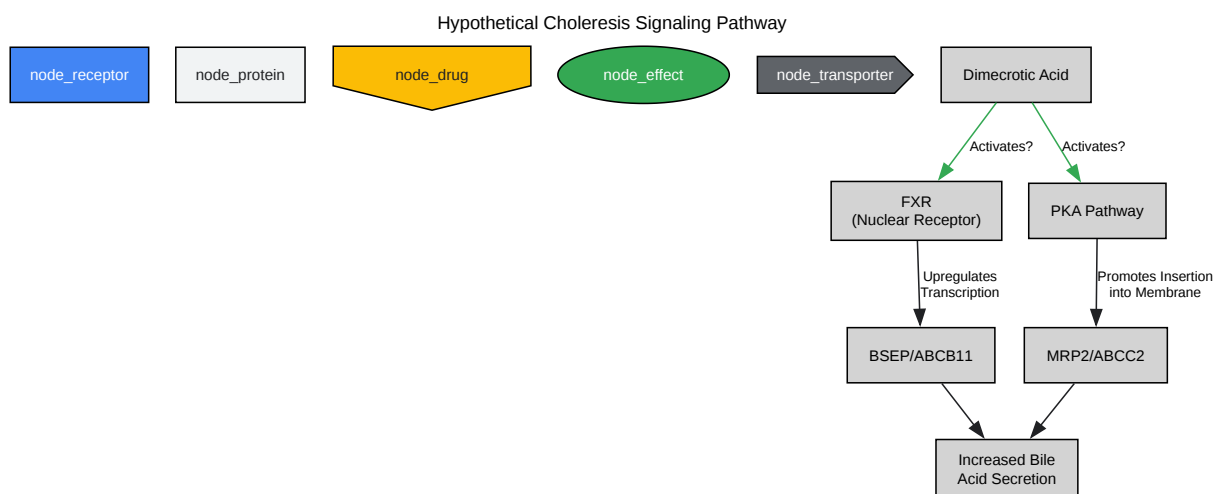 Hypothetical Choleresis Signaling Pathway
node_receptor
node_protein
node_drug
node_effect
node_transporter
Dimecrotic Acid
Activates?
Activates?
FXR
(Nuclear Receptor)
PKA Pathway
Upregulates
Transcription
Promotes Insertion
into Membrane
BSEP/ABCB11
MRP2/ABCC2
Increased Bile
Acid Secretion